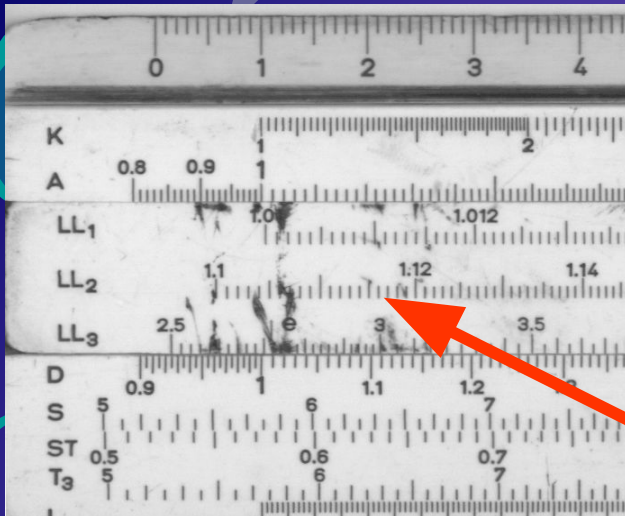 0 1 2 3 4
K 1 2
A 0.8 0.9 1
LL1 1.01 1.012
LL2 1.1 1.12 1.14
LL3 2.5 e 3 3.5
D 0.9 1 1.1 1.2
S 5 6 7
ST 0.5 0.6 0.7
T3 5 6 7